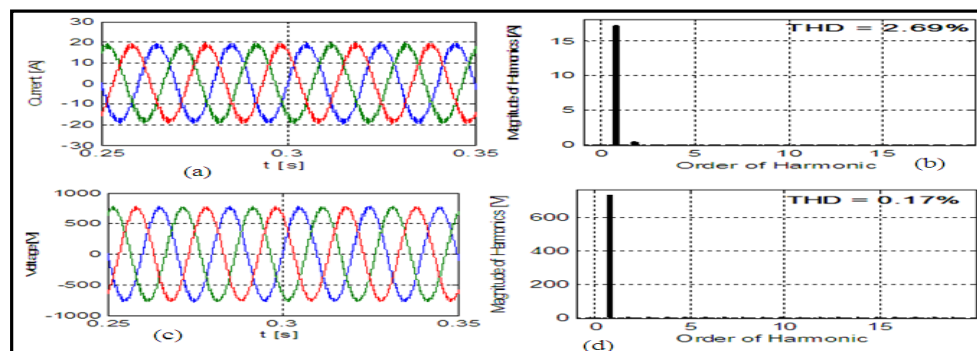 30
20
10
0
-10
-20
-30
Current [A]
0.25
0.3
0.35
t [s]
(a)
THD = 2.69%
15
10
5
0
Magnitude of Harmonics [A]
0
5
10
15
Order of Harmonic
(b)
1000
500
0
-500
-1000
Voltage[V]
0.25
0.3
0.35
t [s]
(c)
THD = 0.17%
600
400
200
0
Magnitude of Harmonics [V]
0
5
10
15
Order of Harmonic
(d)